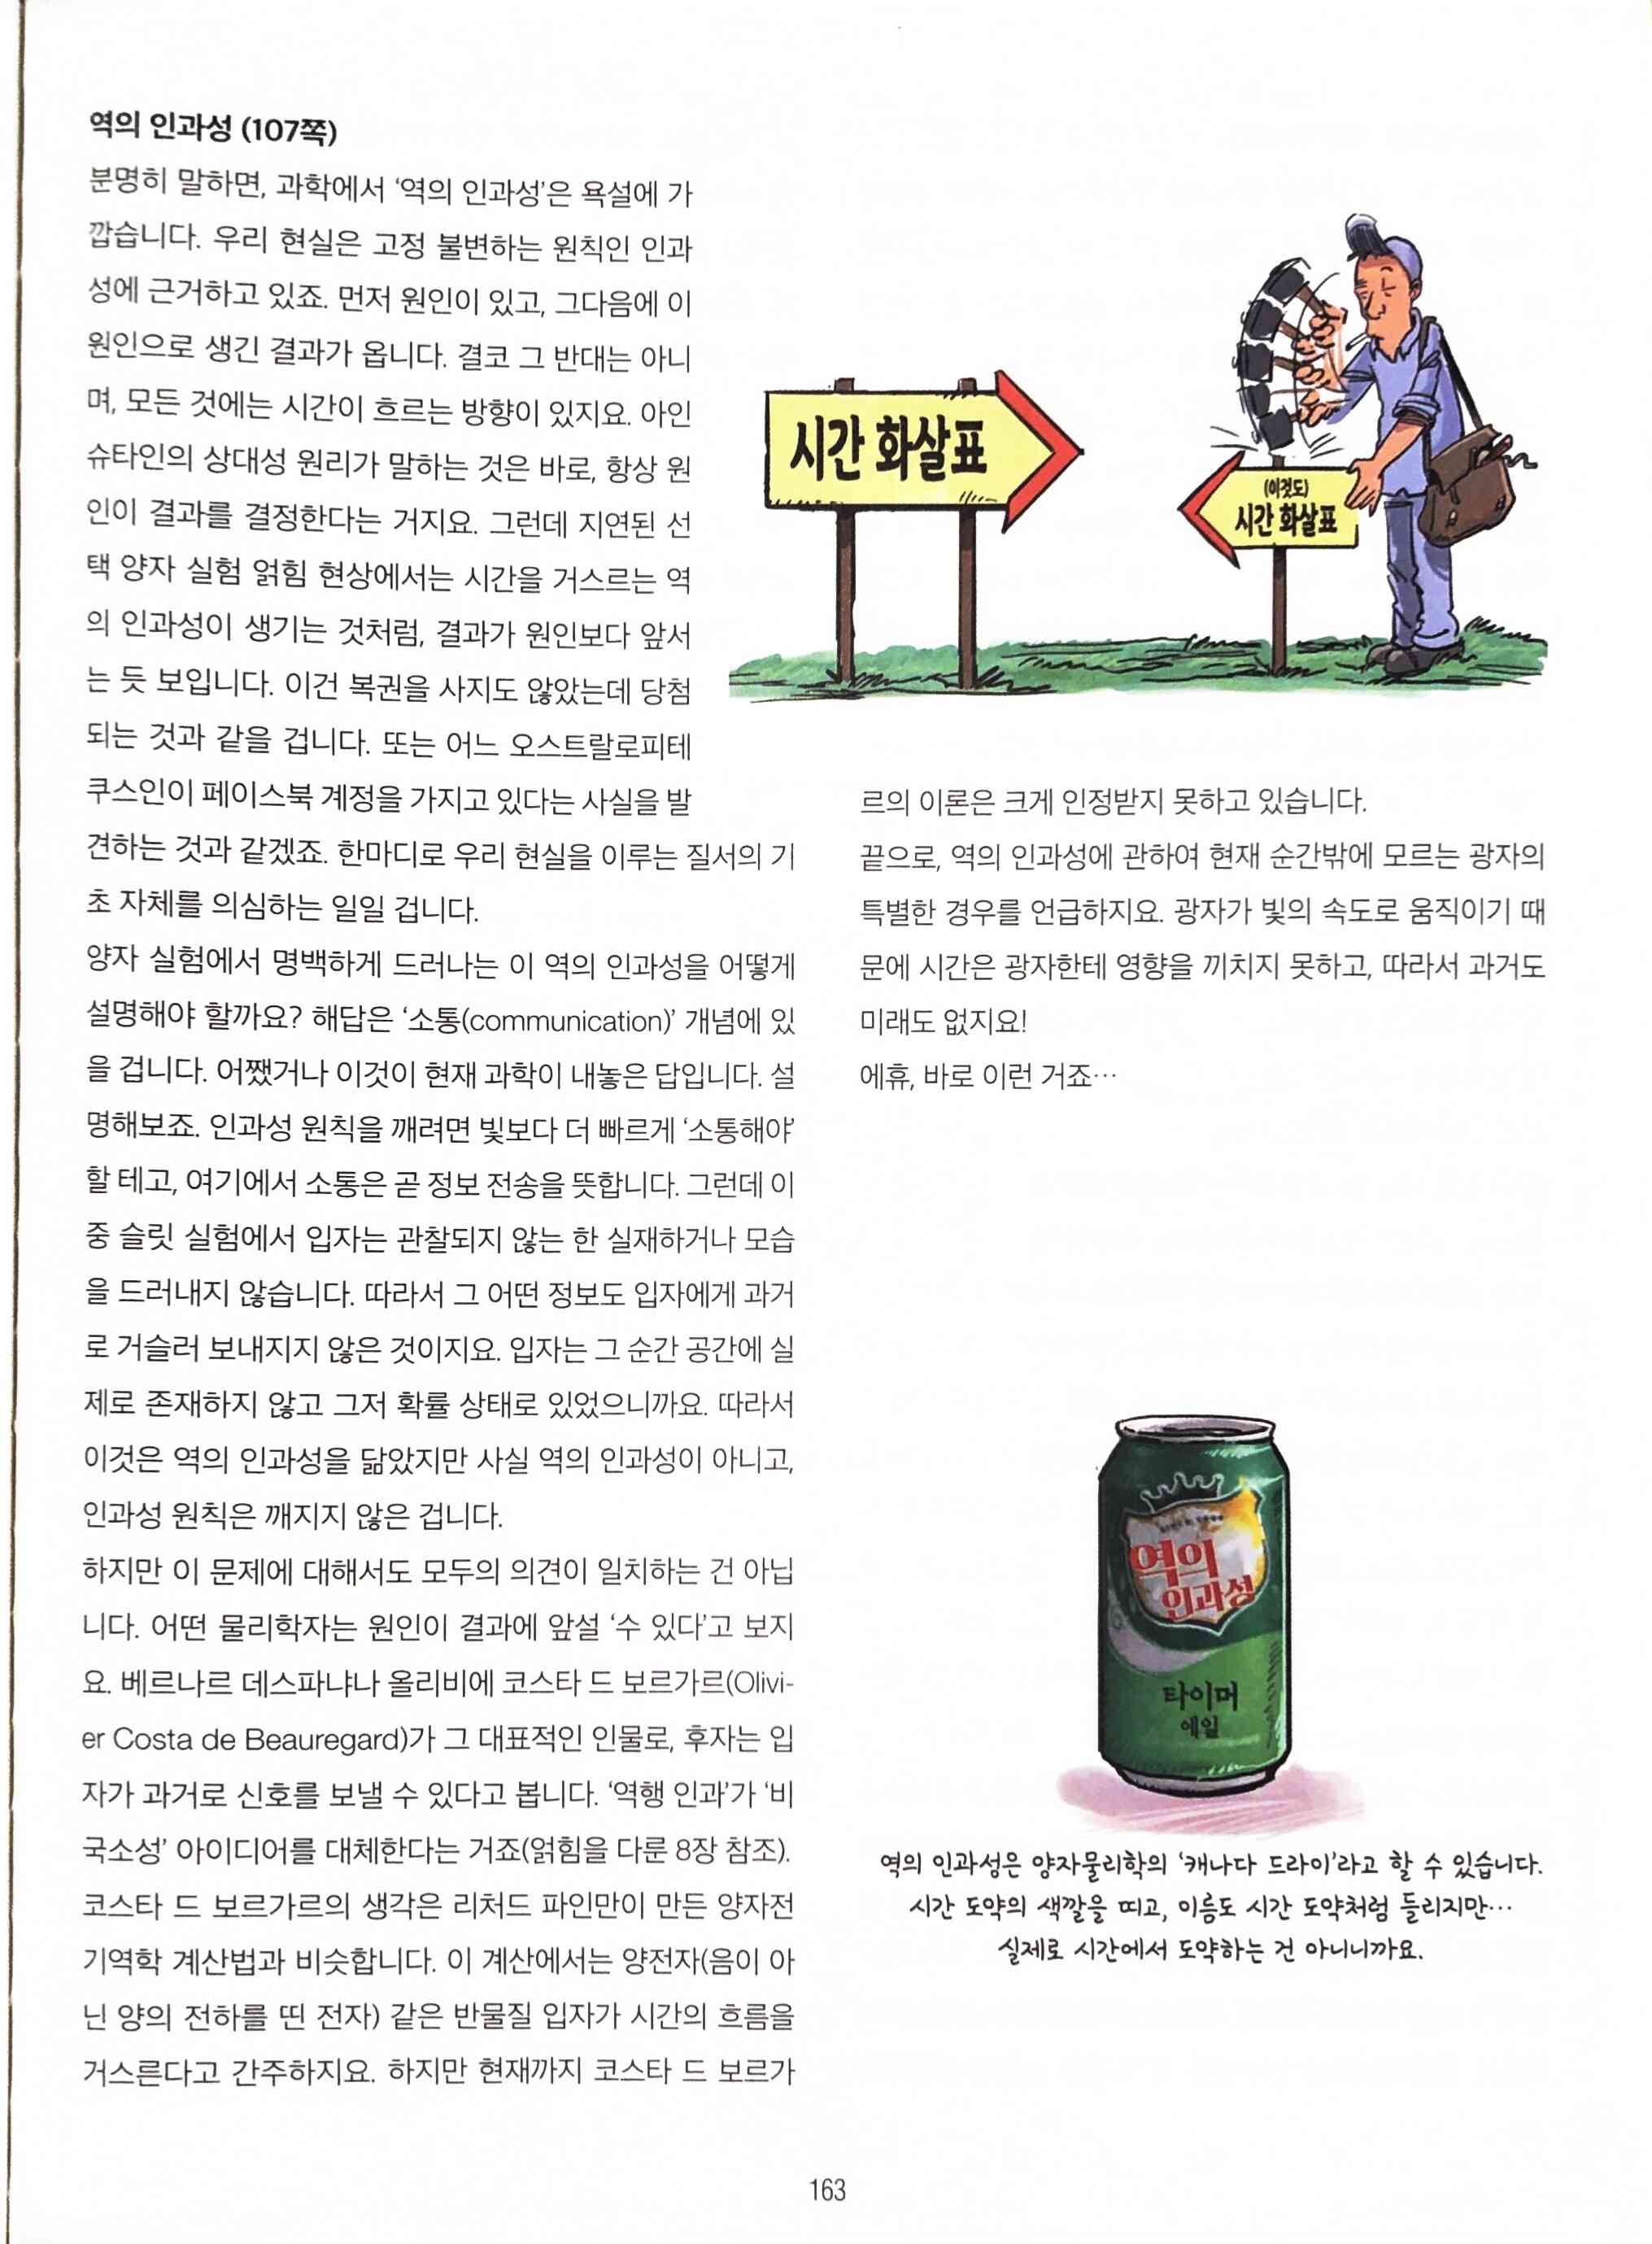 역의 인과성 (107쪽)
분명히 말하면, 과학에서 ‘역의 인과성’은 욕설에 가
깝습니다. 우리 현실은 고정 불변하는 원칙인 인과
성에 근거하고 있죠. 먼저 원인이 있고, 그다음에 이
원인으로 생긴 결과가 옵니다. 결코 그 반대는 아니
며, 모든 것에는 시간이 흐르는 방향이 있지요. 아인
슈타인의 상대성 원리가 말하는 것은 바로, 항상 원
인이 결과를 결정한다는 거지요. 그런데 지연된 선
택 양자 실험 얽힘 현상에서는 시간을 거스르는 역
의 인과성이 생기는 것처럼, 결과가 원인보다 앞서
는 듯 보입니다. 이건 복권을 사지도 않았는데 당첨
되는 것과 같을 겁니다. 또는 어느 오스트랄로피테
쿠스인이 페이스북 계정을 가지고 있다는 사실을 발
견하는 것과 같겠죠. 한마디로 우리 현실을 이루는 질서의 기
초 자체를 의심하는 일일 겁니다.
양자 실험에서 명백하게 드러나는 이 역의 인과성을 어떻게
설명해야 할까요? 해답은 ‘소통(communication)’ 개념에 있
을 겁니다. 어쨌거나 이것이 현재 과학이 내놓은 답입니다. 설
명해보죠. 인과성 원칙을 깨려면 빛보다 더 빠르게 ‘소통해야’
할 테고, 여기에서 소통은 곧 정보 전송을 뜻합니다. 그런데 이
중 슬릿 실험에서 입자는 관찰되지 않는 한 실재하거나 모습
을 드러내지 않습니다. 따라서 그 어떤 정보도 입자에게 과거
로 거슬러 보내지지 않은 것이지요. 입자는 그 순간 공간에 실
제로 존재하지 않고 그저 확률 상태로 있었으니까요. 따라서
이것은 역의 인과성을 닮았지만 사실 역의 인과성이 아니고,
인과성 원칙은 깨지지 않은 겁니다.
하지만 이 문제에 대해서도 모두의 의견이 일치하는 건 아닙
니다. 어떤 물리학자는 원인이 결과에 앞설 ‘수 있다’고 보지
요. 베르나르 데스파냐나 올리비에 코스타 드 보르가르(Olivi-
er Costa de Beauregard)가 그 대표적인 인물로, 후자는 입
자가 과거로 신호를 보낼 수 있다고 봅니다. ‘역행 인과’가 ‘비
국소성’ 아이디어를 대체한다는 거죠(얽힘을 다룬 8장 참조).
코스타 드 보르가르의 생각은 리처드 파인만이 만든 양자전
기역학 계산법과 비슷합니다. 이 계산에서는 양전자(음이 아
닌 양의 전하를 띤 전자) 같은 반물질 입자가 시간의 흐름을
거스른다고 간주하지요. 하지만 현재까지 코스타 드 보르가
시간 화살표
(이것도)
시간 화살표
르의 이론은 크게 인정받지 못하고 있습니다.
끝으로, 역의 인과성에 관하여 현재 순간밖에 모르는 광자의
특별한 경우를 언급하지요. 광자가 빛의 속도로 움직이기 때
문에 시간은 광자한테 영향을 끼치지 못하고, 따라서 과거도
미래도 없지요!
에휴, 바로 이런 거죠…
역의
인과성
타이머
에일
역의 인과성은 양자물리학의 ‘캐나다 드라이’라고 할 수 있습니다.
시간 도약의 색깔을 띠고, 이름도 시간 도약처럼 들리지만…
실제로 시간에서 도약하는 건 아니니까요.
163